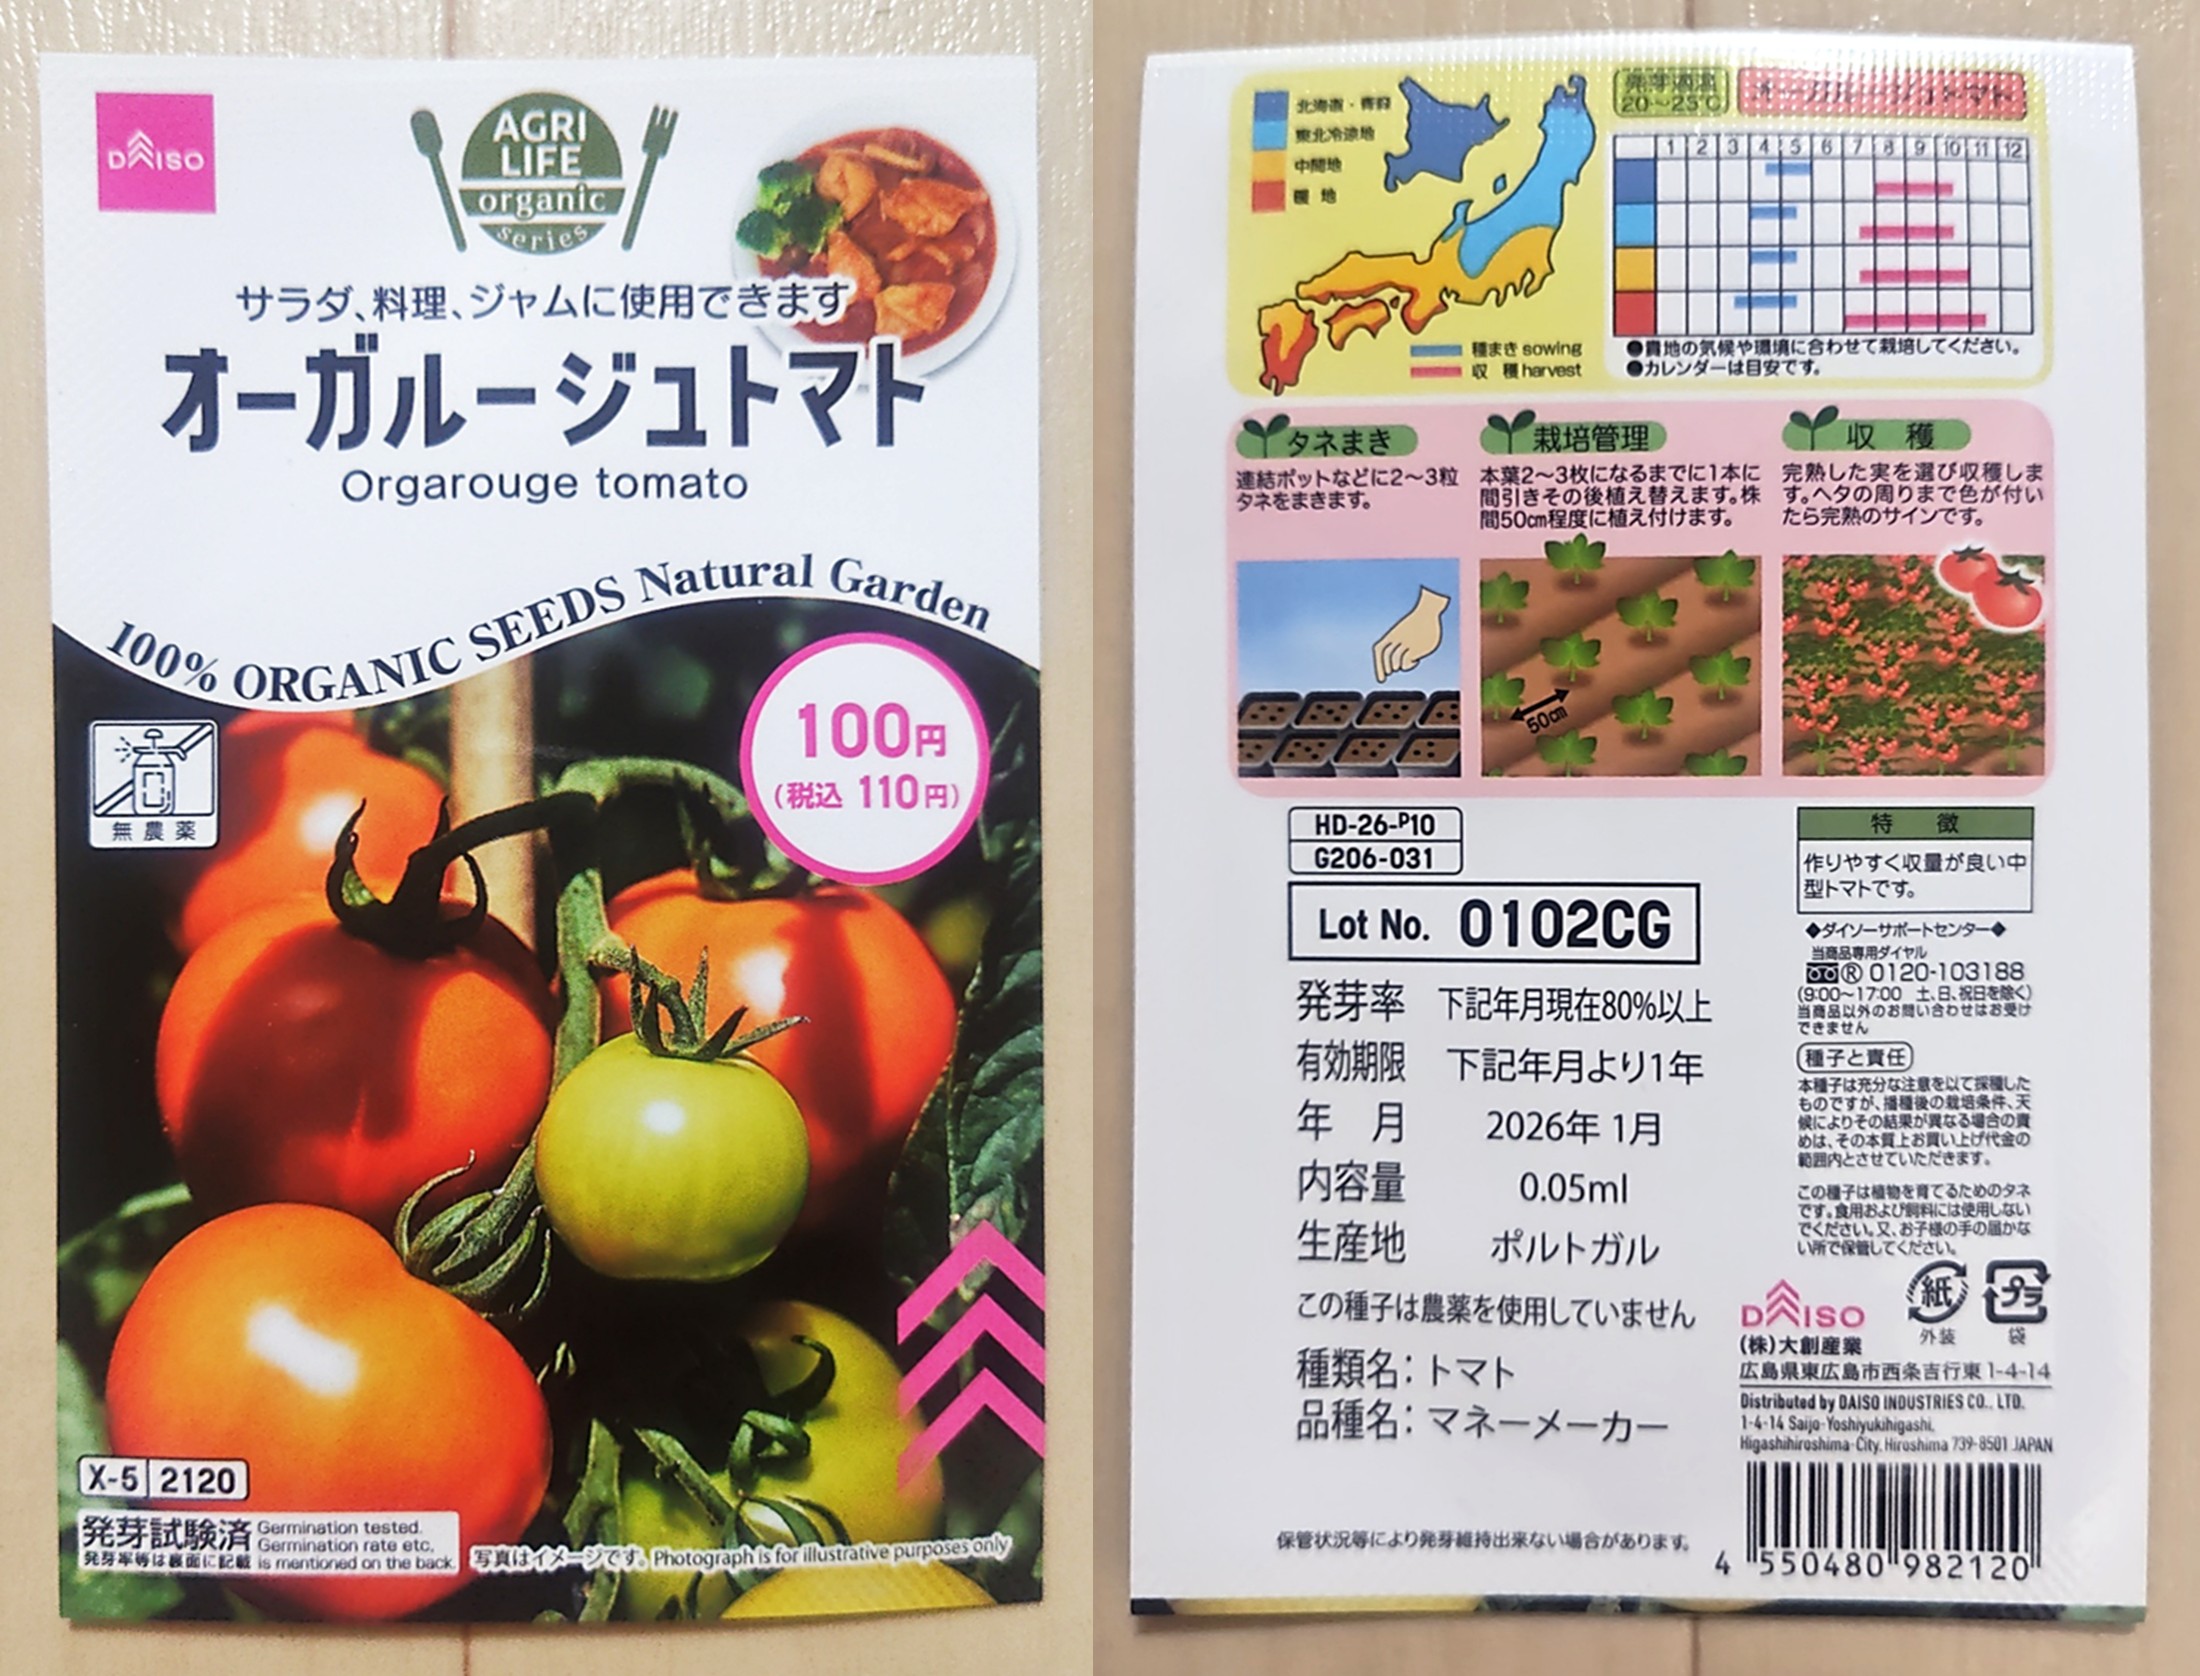 DAISO
AGRI
LIFE
organic
series
サラダ、料理、ジャムに使用できます
オーガルージュトマト
Orgarouge tomato
100% ORGANIC SEEDS Natural Garden
100円
(税込 110円)
無農薬
X-5 2120
発芽試験済
発芽率等は裏面に記載
Germination tested.
Germination rate etc.
is mentioned on the back.
写真はイメージです。Photograph is for illustrative purposes only
北海道・青森
東北冷涼地
中間地
暖地
発芽適温
20~25℃
オーガルージュトマト
1 2 3 4 5 6 7 8 9 10 11 12
種まき sowing
収穫 harvest
●貴地の気候や環境に合わせて栽培してください。
●カレンダーは目安です。
タネまき
連結ポットなどに2~3粒
タネをまきます。
栽培管理
本葉2~3枚になるまでに1本に
間引きその後植え替えます。株
間50㎝程度に植え付けます。
50㎝
収穫
完熟した実を選び収穫しま
す。ヘタの周りまで色が付い
たら完熟のサインです。
HD-26-P10
G206-031
Lot No. 0102CG
発芽率 下記年月現在80%以上
有効期限 下記年月より1年
年月 2026年 1月
内容量 0.05ml
生産地 ポルトガル
この種子は農薬を使用していません
種類名:トマト
品種名:マネーメーカー
保管状況等により発芽維持出来ない場合があります。
特徴
作りやすく収量が良い中
型トマトです。
◆ダイソーサポートセンター◆
当商品専用ダイヤル
Ⓡ 0120-103188
(9:00~17:00 土、日、祝日を除く)
当商品以外のお問い合わせはお受け
できません
種子と責任
本種子は充分な注意を以て採種した
ものですが、播種後の栽培条件、天
候によりその結果が異なる場合の責
めは、その本質上お買い上げ代金の
範囲内とさせていただきます。
この種子は植物を育てるためのタネ
です。食用および飼料には使用しない
でください。又、お子様の手の届かな
い所で保管してください。
紙
外装
プラ
袋
DAISO
(株)大創産業
広島県東広島市西条吉行東1-4-14
Distributed by DAISO INDUSTRIES CO., LTD.
1-4-14 Saijo-Yoshiyukihigashi,
Higashihiroshima-City, Hiroshima 739-8501 JAPAN
4 550480 982120